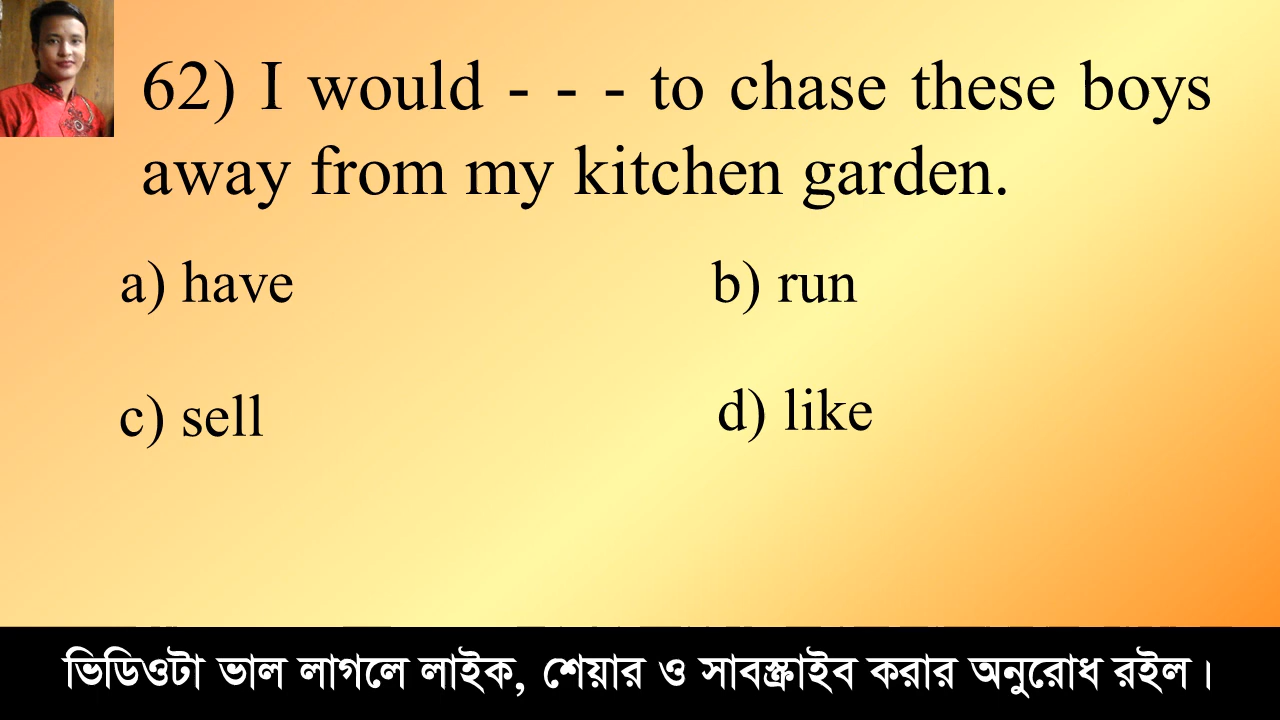 62) I would - - - to chase these boys
away from my kitchen garden.
a) have b) run
c) sell d) like
ভিডিওটা ভাল লাগলে লাইক, শেয়ার ও সাবস্ক্রাইব করার অনুরোধ রইল।